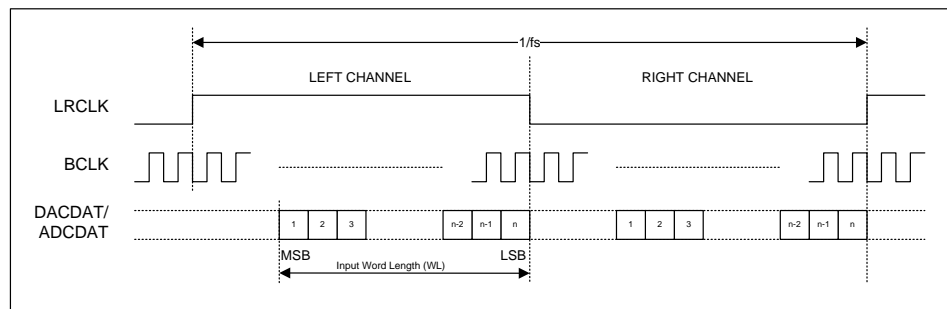 1/fs
LEFT CHANNEL RIGHT CHANNEL
LRCLK
BCLK
DACDAT/
ADCDAT
1 2 3 n-2 n-1 n 1 2 3 n-2 n-1 n
MSB LSB
Input Word Length (WL)